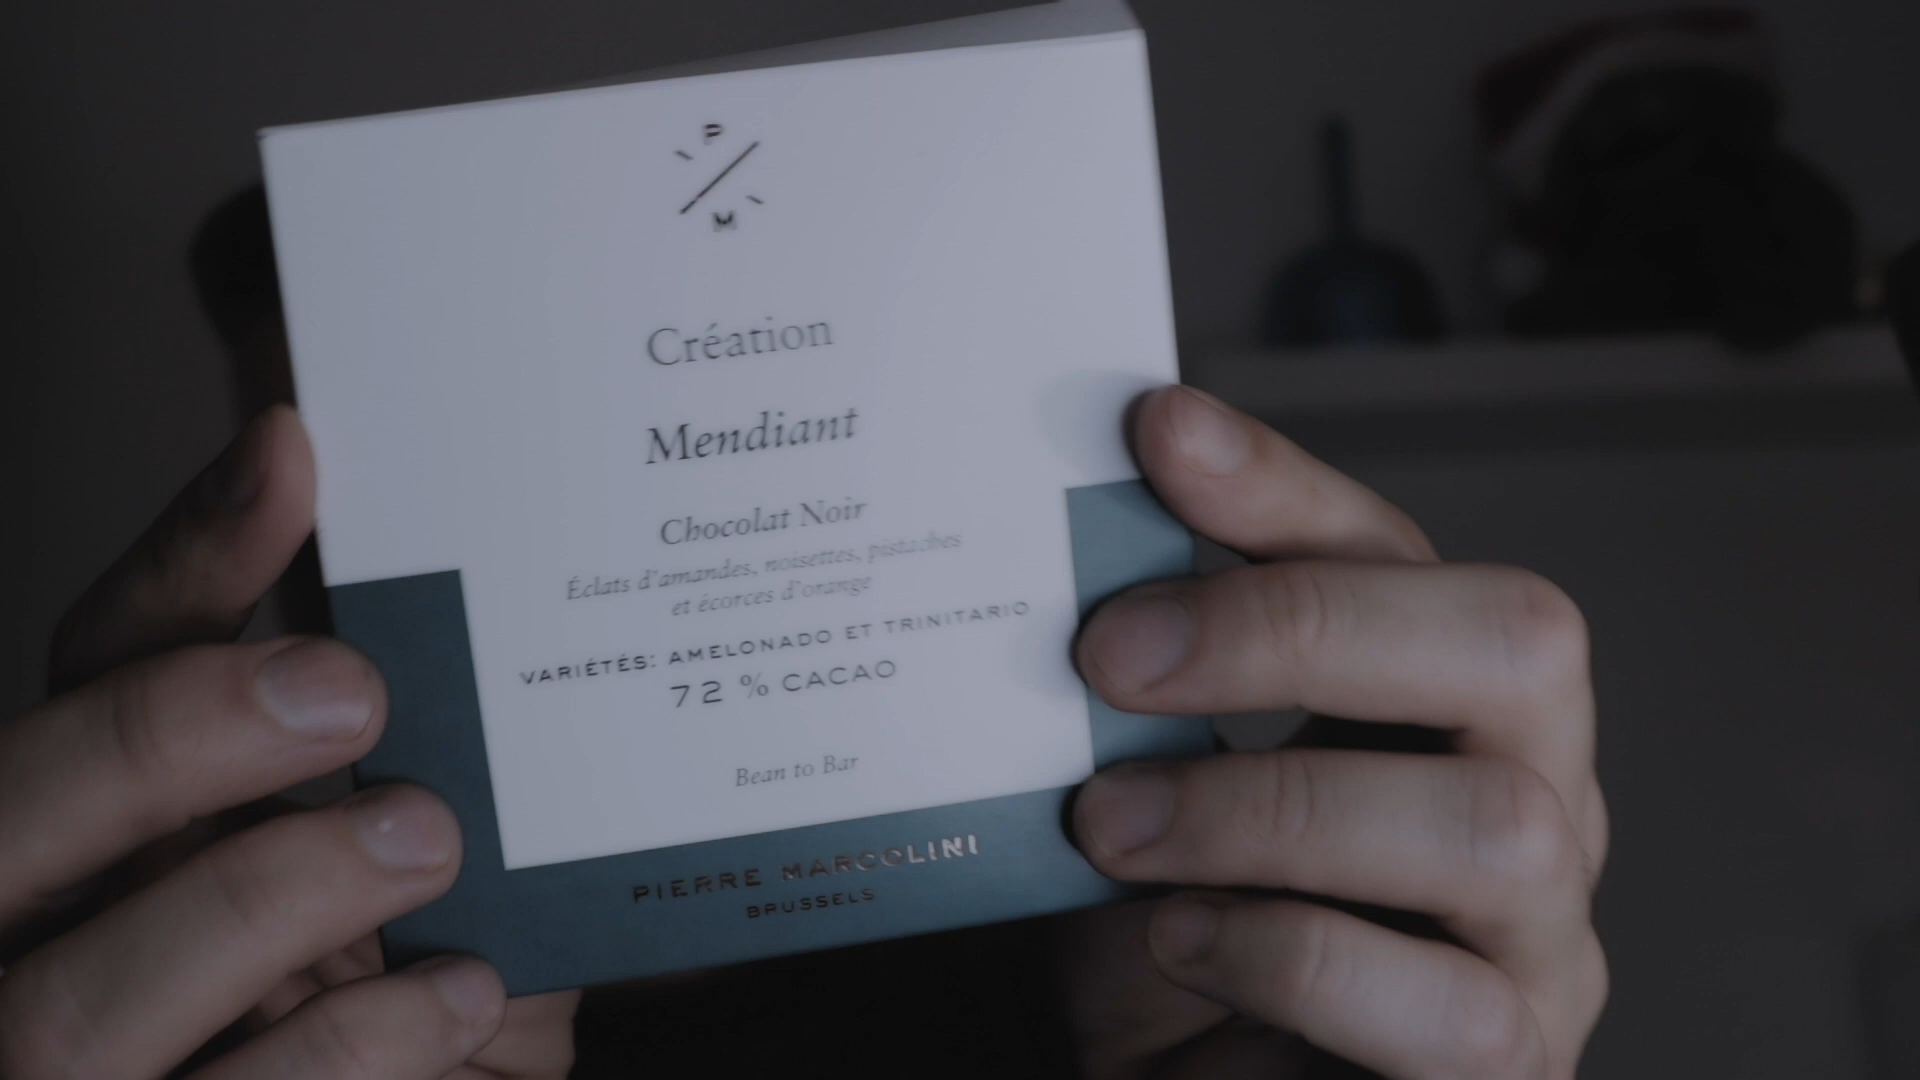 P
M
Création
Mendiant
Chocolat Noir
Éclats d'amandes, noisettes, pistaches
et écorces d'orange
VARIÉTÉS: AMELONADO ET TRINITARIO
72 % CACAO
Bean to Bar
PIERRE MARCOLINI
BRUSSELS